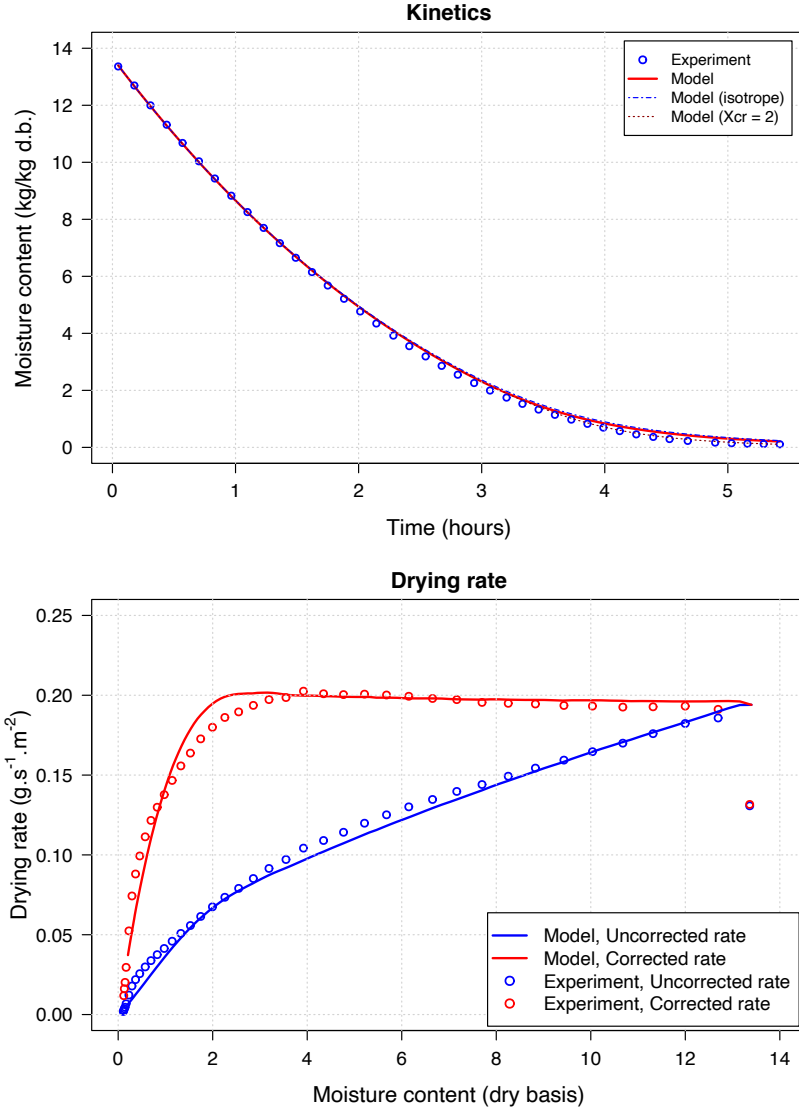 Kinetics
14
12
10
8
6
4
2
0
Moisture content (kg/kg d.b.)
Experiment
Model
Model (isotrope)
Model (Xcr = 2)
0 1 2 3 4 5
Time (hours)
Drying rate
0.25
0.20
0.15
0.10
0.05
0.00
Drying rate (g.s⁻¹.m⁻²)
Model, Uncorrected rate
Model, Corrected rate
Experiment, Uncorrected rate
Experiment, Corrected rate
0 2 4 6 8 10 12 14
Moisture content (dry basis)